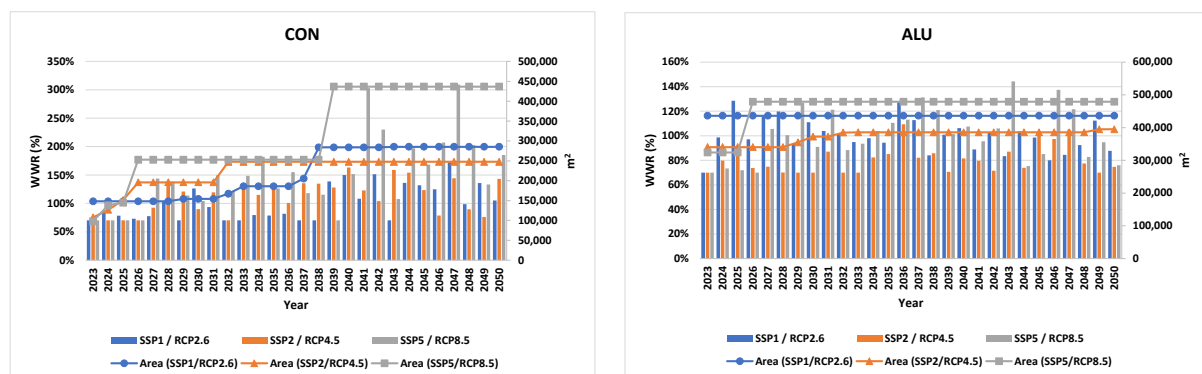 CON
350%
300%
250%
200%
150%
100%
50%
0%
WWR (%)
500,000
450,000
400,000
350,000
300,000
250,000
200,000
150,000
100,000
50,000
0
m²
2023 2024 2025 2026 2027 2028 2029 2030 2031 2032 2033 2034 2035 2036 2037 2038 2039 2040 2041 2042 2043 2044 2045 2046 2047 2048 2049 2050
Year
SSP1 / RCP2.6 SSP2 / RCP4.5 SSP5 / RCP8.5
Area (SSP1/RCP2.6) Area (SSP2/RCP4.5) Area (SSP5/RCP8.5)
ALU
160%
140%
120%
100%
80%
60%
40%
20%
0%
WWR (%)
600,000
500,000
400,000
300,000
200,000
100,000
0
m²
2023 2024 2025 2026 2027 2028 2029 2030 2031 2032 2033 2034 2035 2036 2037 2038 2039 2040 2041 2042 2043 2044 2045 2046 2047 2048 2049 2050
Year
SSP1 / RCP2.6 SSP2 / RCP4.5 SSP5 / RCP8.5
Area (SSP1/RCP2.6) Area (SSP2/RCP4.5) Area (SSP5/RCP8.5)